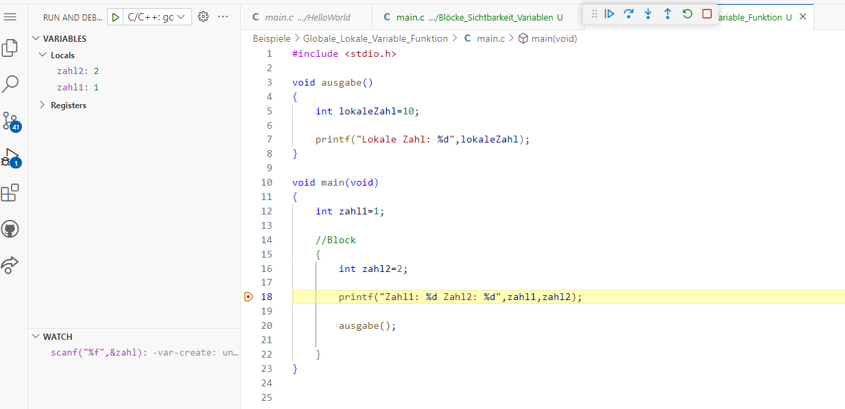 RUN AND DEB...
C/C++: gc
main.c .../HelloWorld
main.c .../Blöcke_Sichtbarkeit_Variablen U
ariable_Funktion U
VARIABLES
Locals
zahl2: 2
zahl1: 1
Registers
41
1
WATCH
scanf("%f",&zahl): -var-create: un...
Beispiele > Globale_Lokale_Variable_Funktion > C main.c > main(void)
1 #include <stdio.h>
2
3 void ausgabe()
4 {
5 int lokaleZahl=10;
6
7 printf("Lokale Zahl: %d",lokaleZahl);
8 }
9
10 void main(void)
11 {
12 int zahl1=1;
13
14 //Block
15 {
16 int zahl2=2;
17
18 printf("Zahl1: %d Zahl2: %d",zahl1,zahl2);
19
20 ausgabe();
21
22 }
23 }
24
25